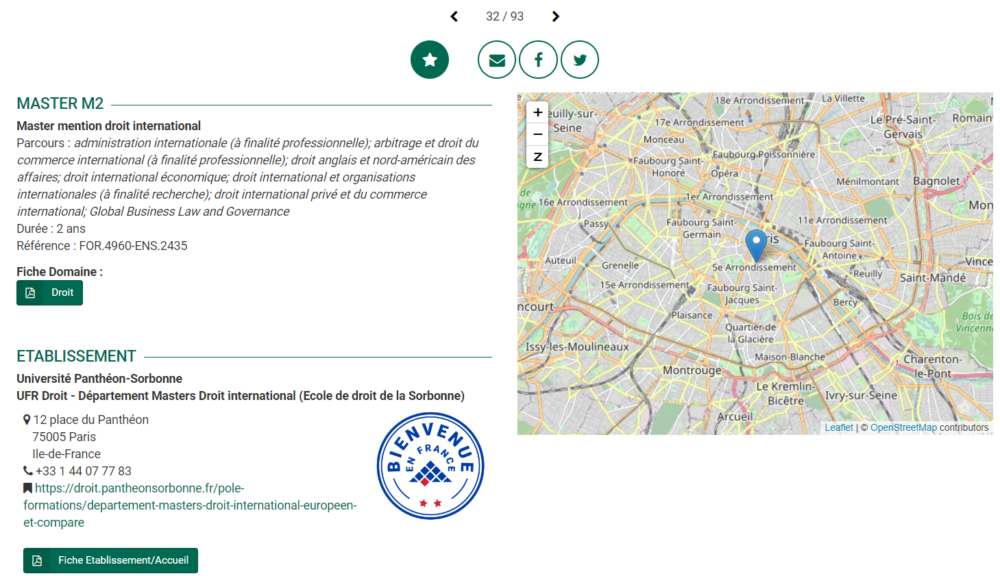 32 / 93
MASTER M2
Master mention droit international
Parcours : administration internationale (à finalité professionnelle); arbitrage et droit du
commerce international (à finalité professionnelle); droit anglais et nord-américain des
affaires; droit international économique; droit international et organisations
internationales (à finalité recherche); droit international privé et du commerce
international; Global Business Law and Governance
Durée : 2 ans
Référence : FOR.4960-ENS.2435
Fiche Domaine :
Droit
ETABLISSEMENT
Université Panthéon-Sorbonne
UFR Droit - Département Masters Droit international (Ecole de droit de la Sorbonne)
12 place du Panthéon
75005 Paris
Ile-de-France
+33 1 44 07 77 83
https://droit.pantheonsorbonne.fr/pole-
formations/departement-masters-droit-international-europeen-
et-compare
BIENVENUE
EN FRANCE
Fiche Etablissement/Accueil
+
−
Z
18e Arrondissement
La Villette
euilly-sur-
Seine
17e Arrondissement
Le Pré-Saint-
Gervais
Romain
Monceau
Faubourg Poissonnière
Faubourg Saint-
Honoré
Opéra
Ménilmontant
Bagnolet
de
gne
16e Arrondissement
1er Arrondissement
Mon
Passy
Faubourg Saint-
Germain
11e Arrondissement
ris
Faubourg Saint-
Antoine
Auteuil
Grenelle
5e Arrondissement
Vince
Reuilly
Saint-Mandé
15e Arrondissement
Faubourg Saint-
Jacques
Bercy
ncourt
Plaisance
Bois de
Vincenn
Quartier de
la Glacière
Issy-les-Moulineaux
Maison-Blanche
Charenton-
le-Pont
Montrouge
Le Kremlin-
Bicêtre
Ivry-sur-Seine
Arcueil
Leaflet | © OpenStreetMap contributors